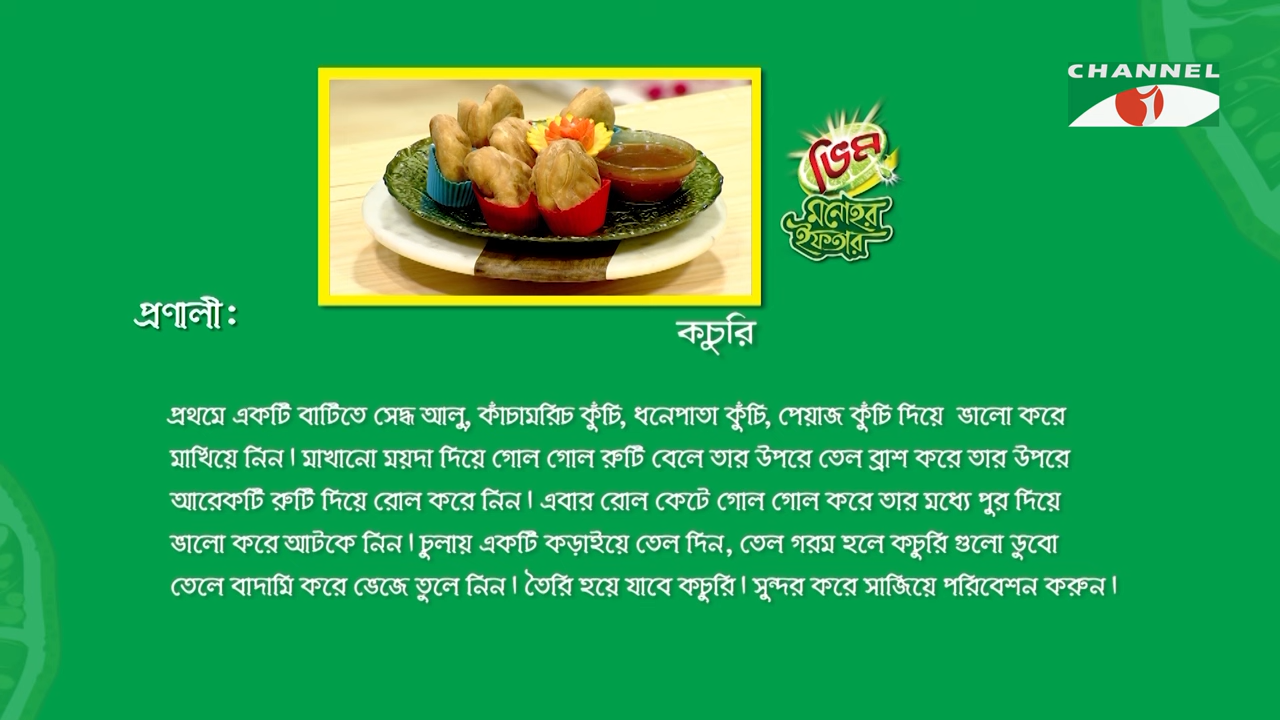 CHANNEL
ভিম
মনোহর
ইফতার
প্রণালী:
কচুরি
প্রথমে একটি বাটিতে সেদ্ধ আলু, কাঁচামরিচ কুঁচি, ধনেপাতা কুঁচি, পেয়াজ কুঁচি দিয়ে ভালো করে
মাখিয়ে নিন। মাখানো ময়দা দিয়ে গোল গোল রুটি বেলে তার উপরে তেল ব্রাশ করে তার উপরে
আরেকটি রুটি দিয়ে রোল করে নিন। এবার রোল কেটে গোল গোল করে তার মধ্যে পুর দিয়ে
ভালো করে আটকে নিন। চুলায় একটি কড়াইয়ে তেল দিন, তেল গরম হলে কচুরি গুলো ডুবো
তেলে বাদামি করে ভেজে তুলে নিন। তৈরি হয়ে যাবে কচুরি। সুন্দর করে সাজিয়ে পরিবেশন করুন।